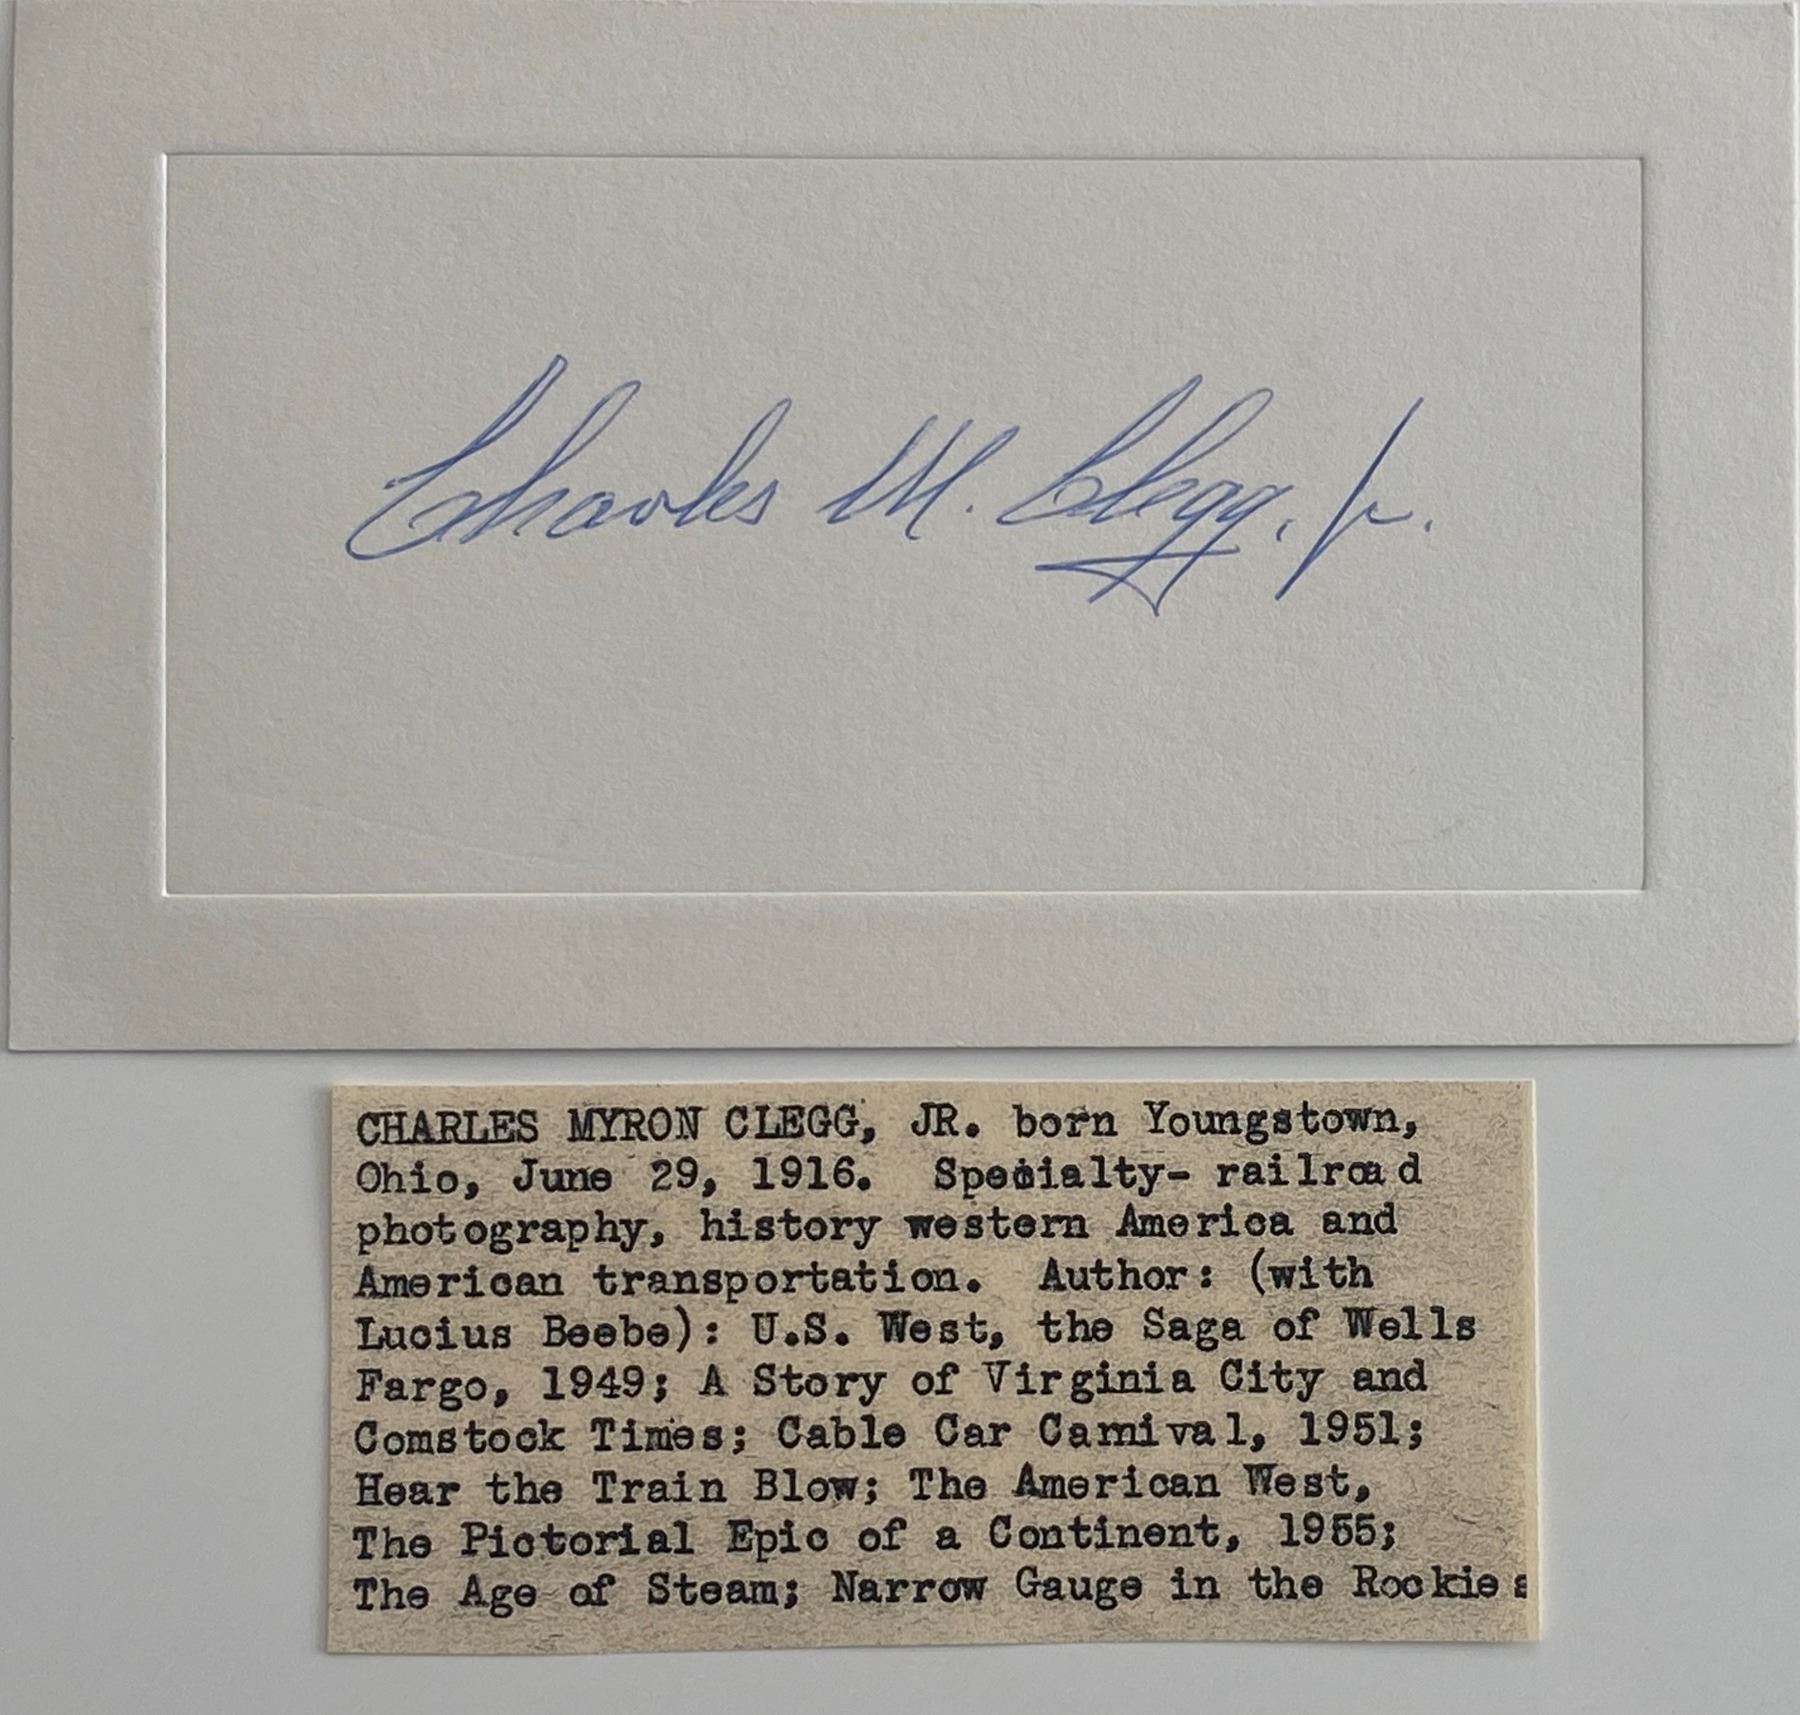 Charles M. Clegg, Jr.
CHARLES MYRON CLEGG, JR. born Youngstown,
Ohio, June 29, 1916. Specialty- railroad
photography, history western America and
American transportation. Author: (with
Lucius Beebe): U.S. West, the Saga of Wells
Fargo, 1949; A Story of Virginia City and
Comstock Times; Cable Car Carnival, 1951;
Hear the Train Blow; The American West,
The Pictorial Epic of a Continent, 1955;
The Age of Steam; Narrow Gauge in the Rockies